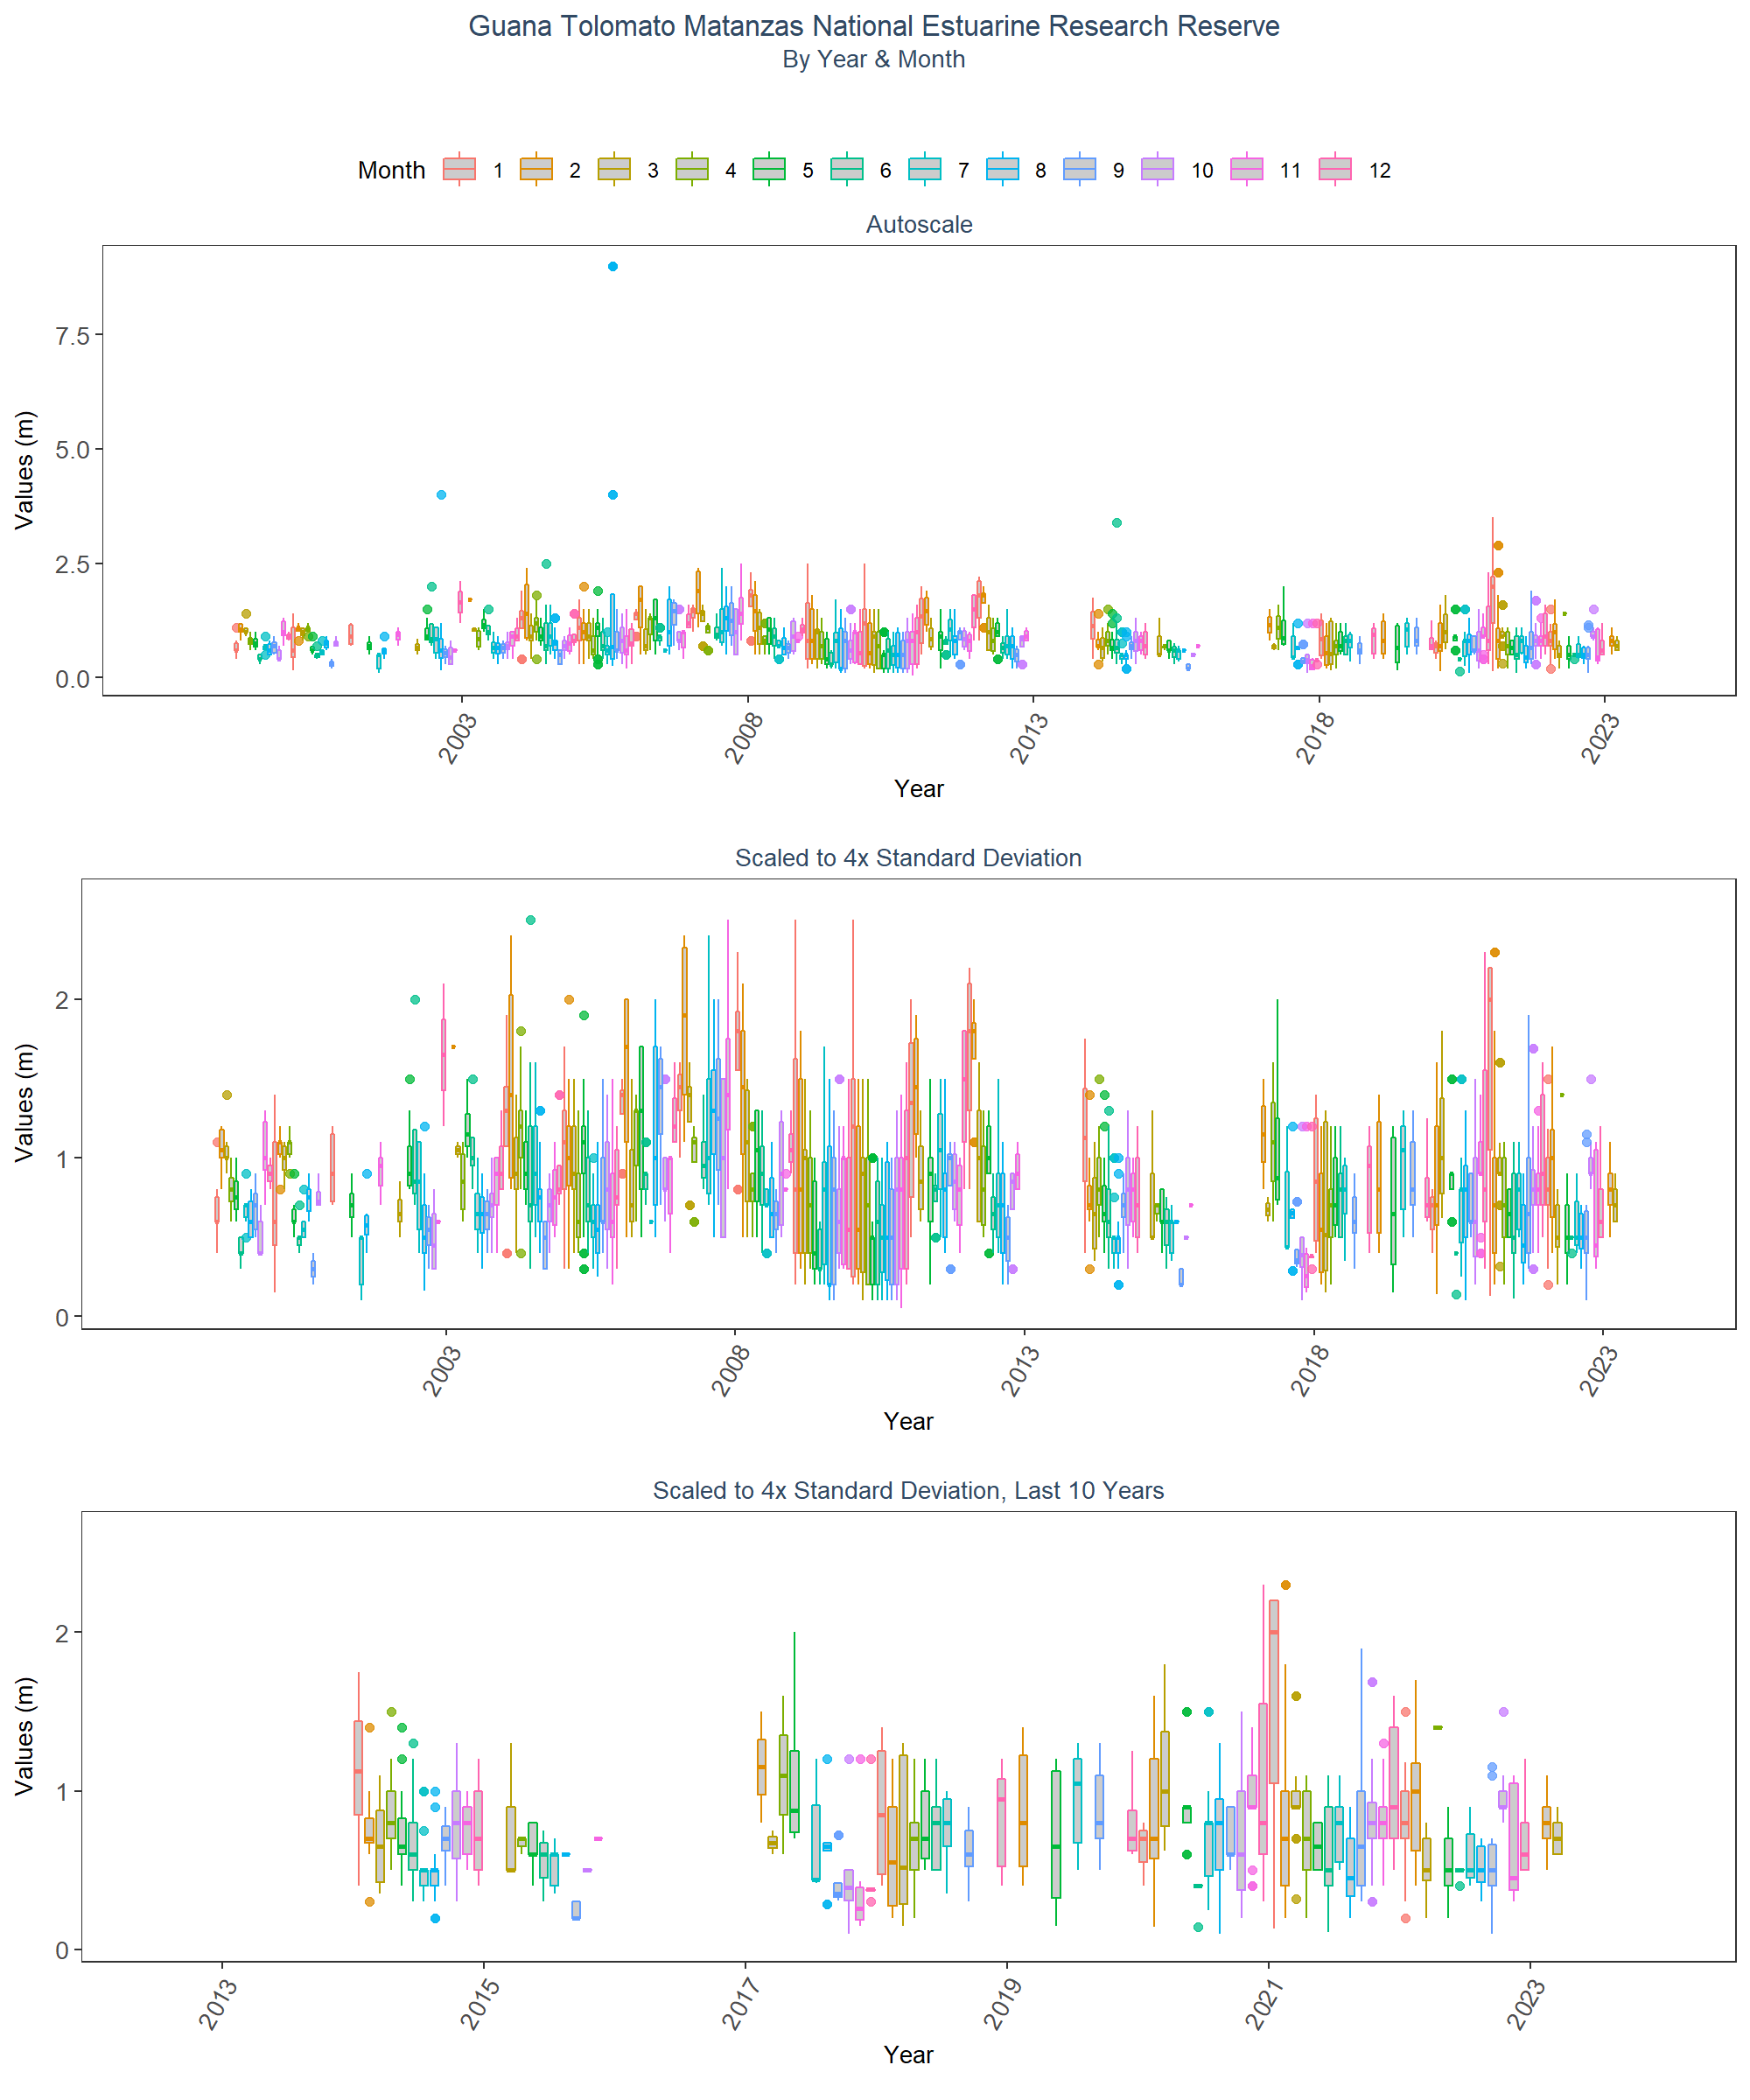 Guana Tolomato Matanzas National Estuarine Research Reserve
By Year & Month
Month 1 2 3 4 5 6 7 8 9 10 11 12
Autoscale
Values (m)
7.5
5.0
2.5
0.0
2003 2008 2013 2018 2023
Year
Scaled to 4x Standard Deviation
Values (m)
2
1
0
2003 2008 2013 2018 2023
Year
Scaled to 4x Standard Deviation, Last 10 Years
Values (m)
2
1
0
2013 2015 2017 2019 2021 2023
Year